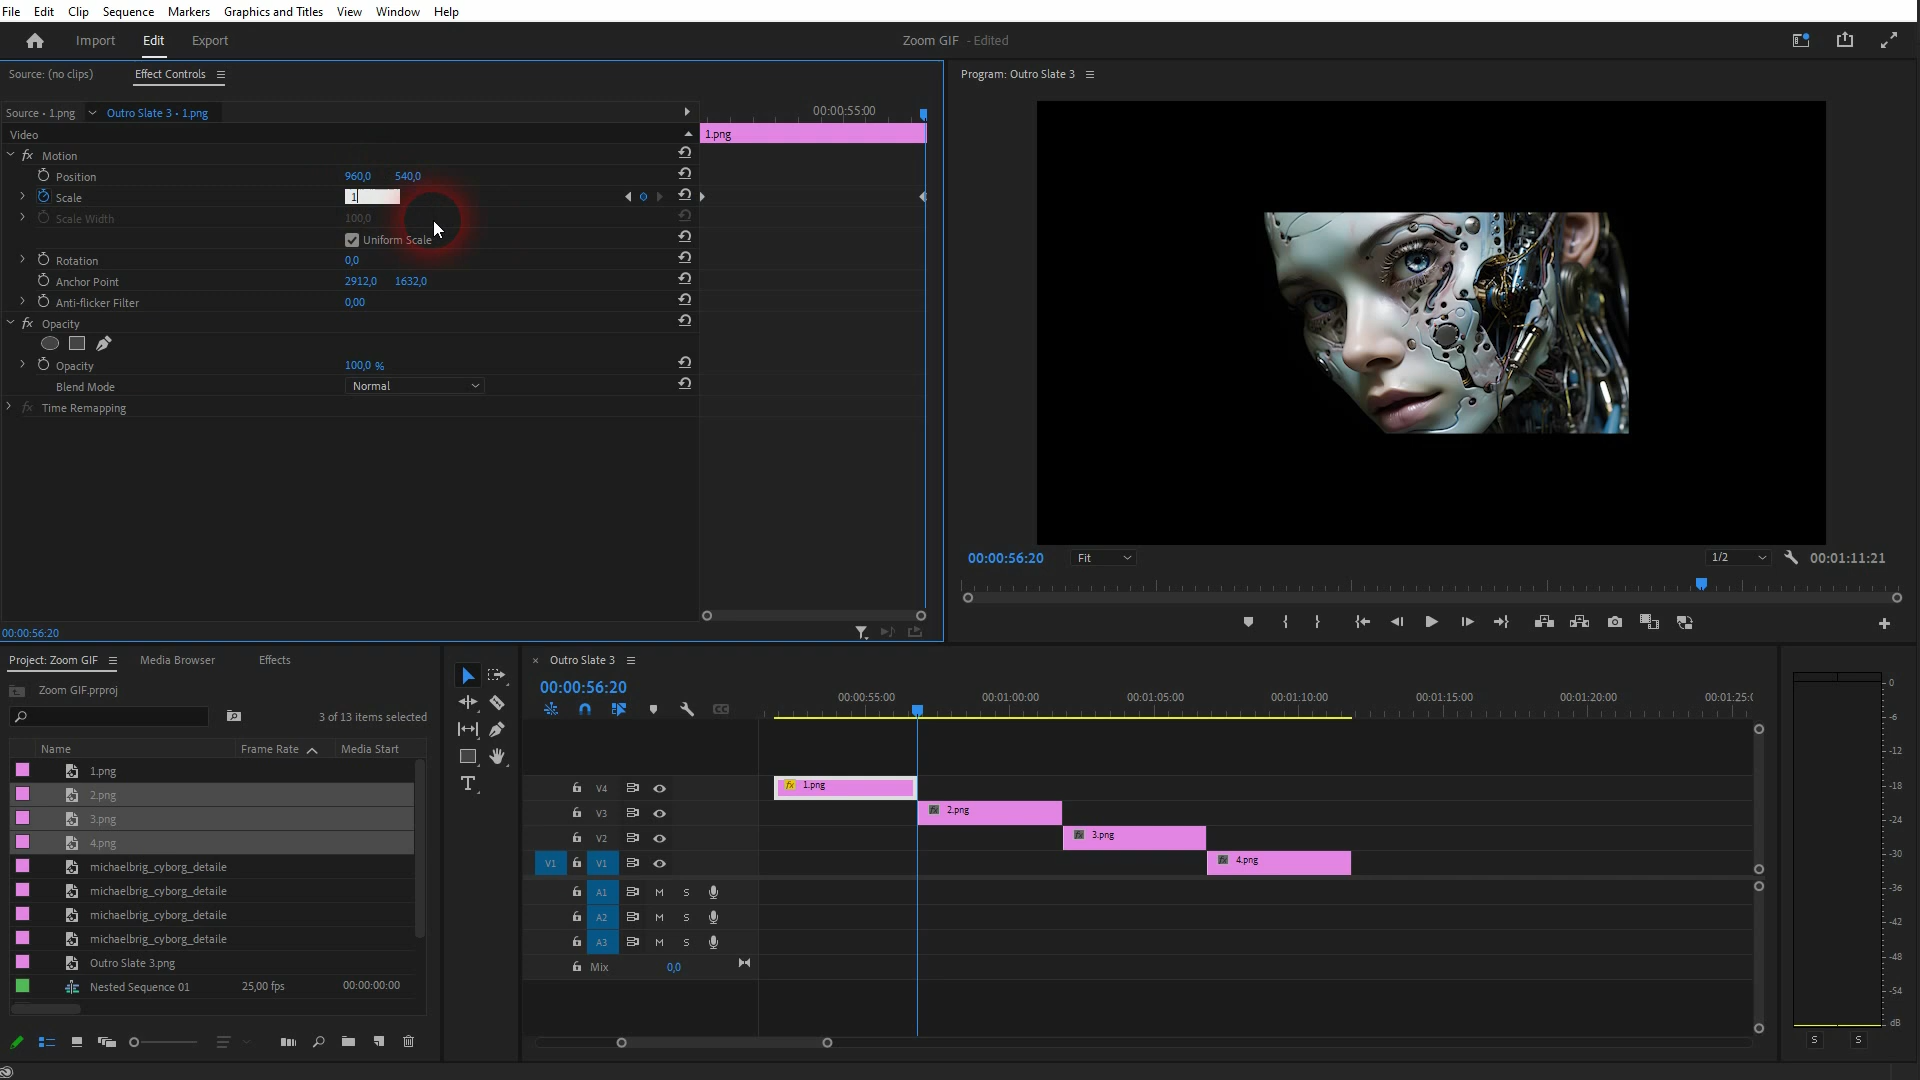 File Edit Clip Sequence Markers Graphics and Titles View Window Help
Import Edit Export
Zoom GIF - Edited
Source: (no clips) Effect Controls
Program: Outro Slate 3
Source • 1.png Outro Slate 3 • 1.png
00:00:55:00
Video
1.png
fx Motion
Position 960,0 540,0
Scale 1
Scale Width 100,0
Uniform Scale
Rotation 0,0
Anchor Point 2912,0 1632,0
Anti-flicker Filter 0,00
fx Opacity
Opacity 100,0 %
Blend Mode Normal
fx Time Remapping
00:00:56:20 Fit 1/2 00:01:11:21
00:00:56:20
Project: Zoom GIF Media Browser Effects
Zoom GIF.prproj
3 of 13 items selected
Name Frame Rate Media Start
1.png
2.png
3.png
4.png
michaelbrig_cyborg_detaile
michaelbrig_cyborg_detaile
michaelbrig_cyborg_detaile
michaelbrig_cyborg_detaile
Outro Slate 3.png
Nested Sequence 01 25,00 fps 00:00:00:00
× Outro Slate 3
00:00:56:20
00:00:55:00 00:01:00:00 00:01:05:00 00:01:10:00 00:01:15:00 00:01:20:00 00:01:25:0
CC
V4 fx 1.png
V3 fx 2.png
V2 fx 3.png
V1 V1 fx 4.png
A1 M S
A2 M S
A3 M S
Mix 0,0
0
-6
-12
-18
-24
-30
-36
-42
-48
-54
dB
S S